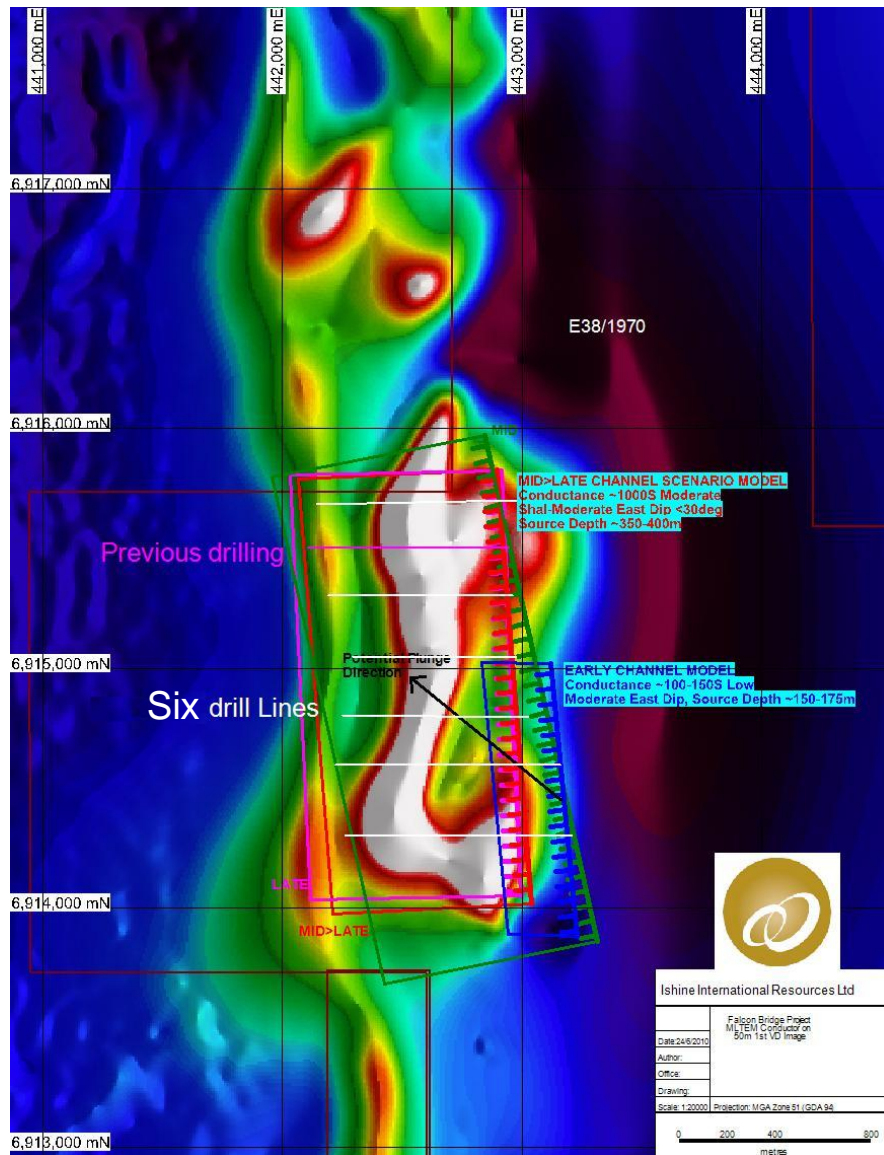 441,000 mE
442,000 mE
443,000 mE
444,000 mE
6,917,000 mN
E38/1970
6,916,000 mN
MID
MID>LATE CHANNEL SCENARIO MODEL
Conductance ~1000S Moderate
Shal-Moderate East Dip <30deg
Source Depth ~350-400m
Previous drilling
6,915,000 mN
Potential Plunge
Direction
EARLY CHANNEL MODEL
Conductance ~100-150S Low
Moderate East Dip, Source Depth ~150-175m
Six drill Lines
LATE
6,914,000 mN
MID>LATE
Ishine International Resources Ltd
Falcon Bridge Project
MLTEM Conductor on
50m 1st VD Image
Date:24/6/2010
Author:
Office:
Drawing:
Scale: 1:20000
Projection: MGA Zone 51 (GDA 94)
6,913,000 mN
0 200 400 800
metres